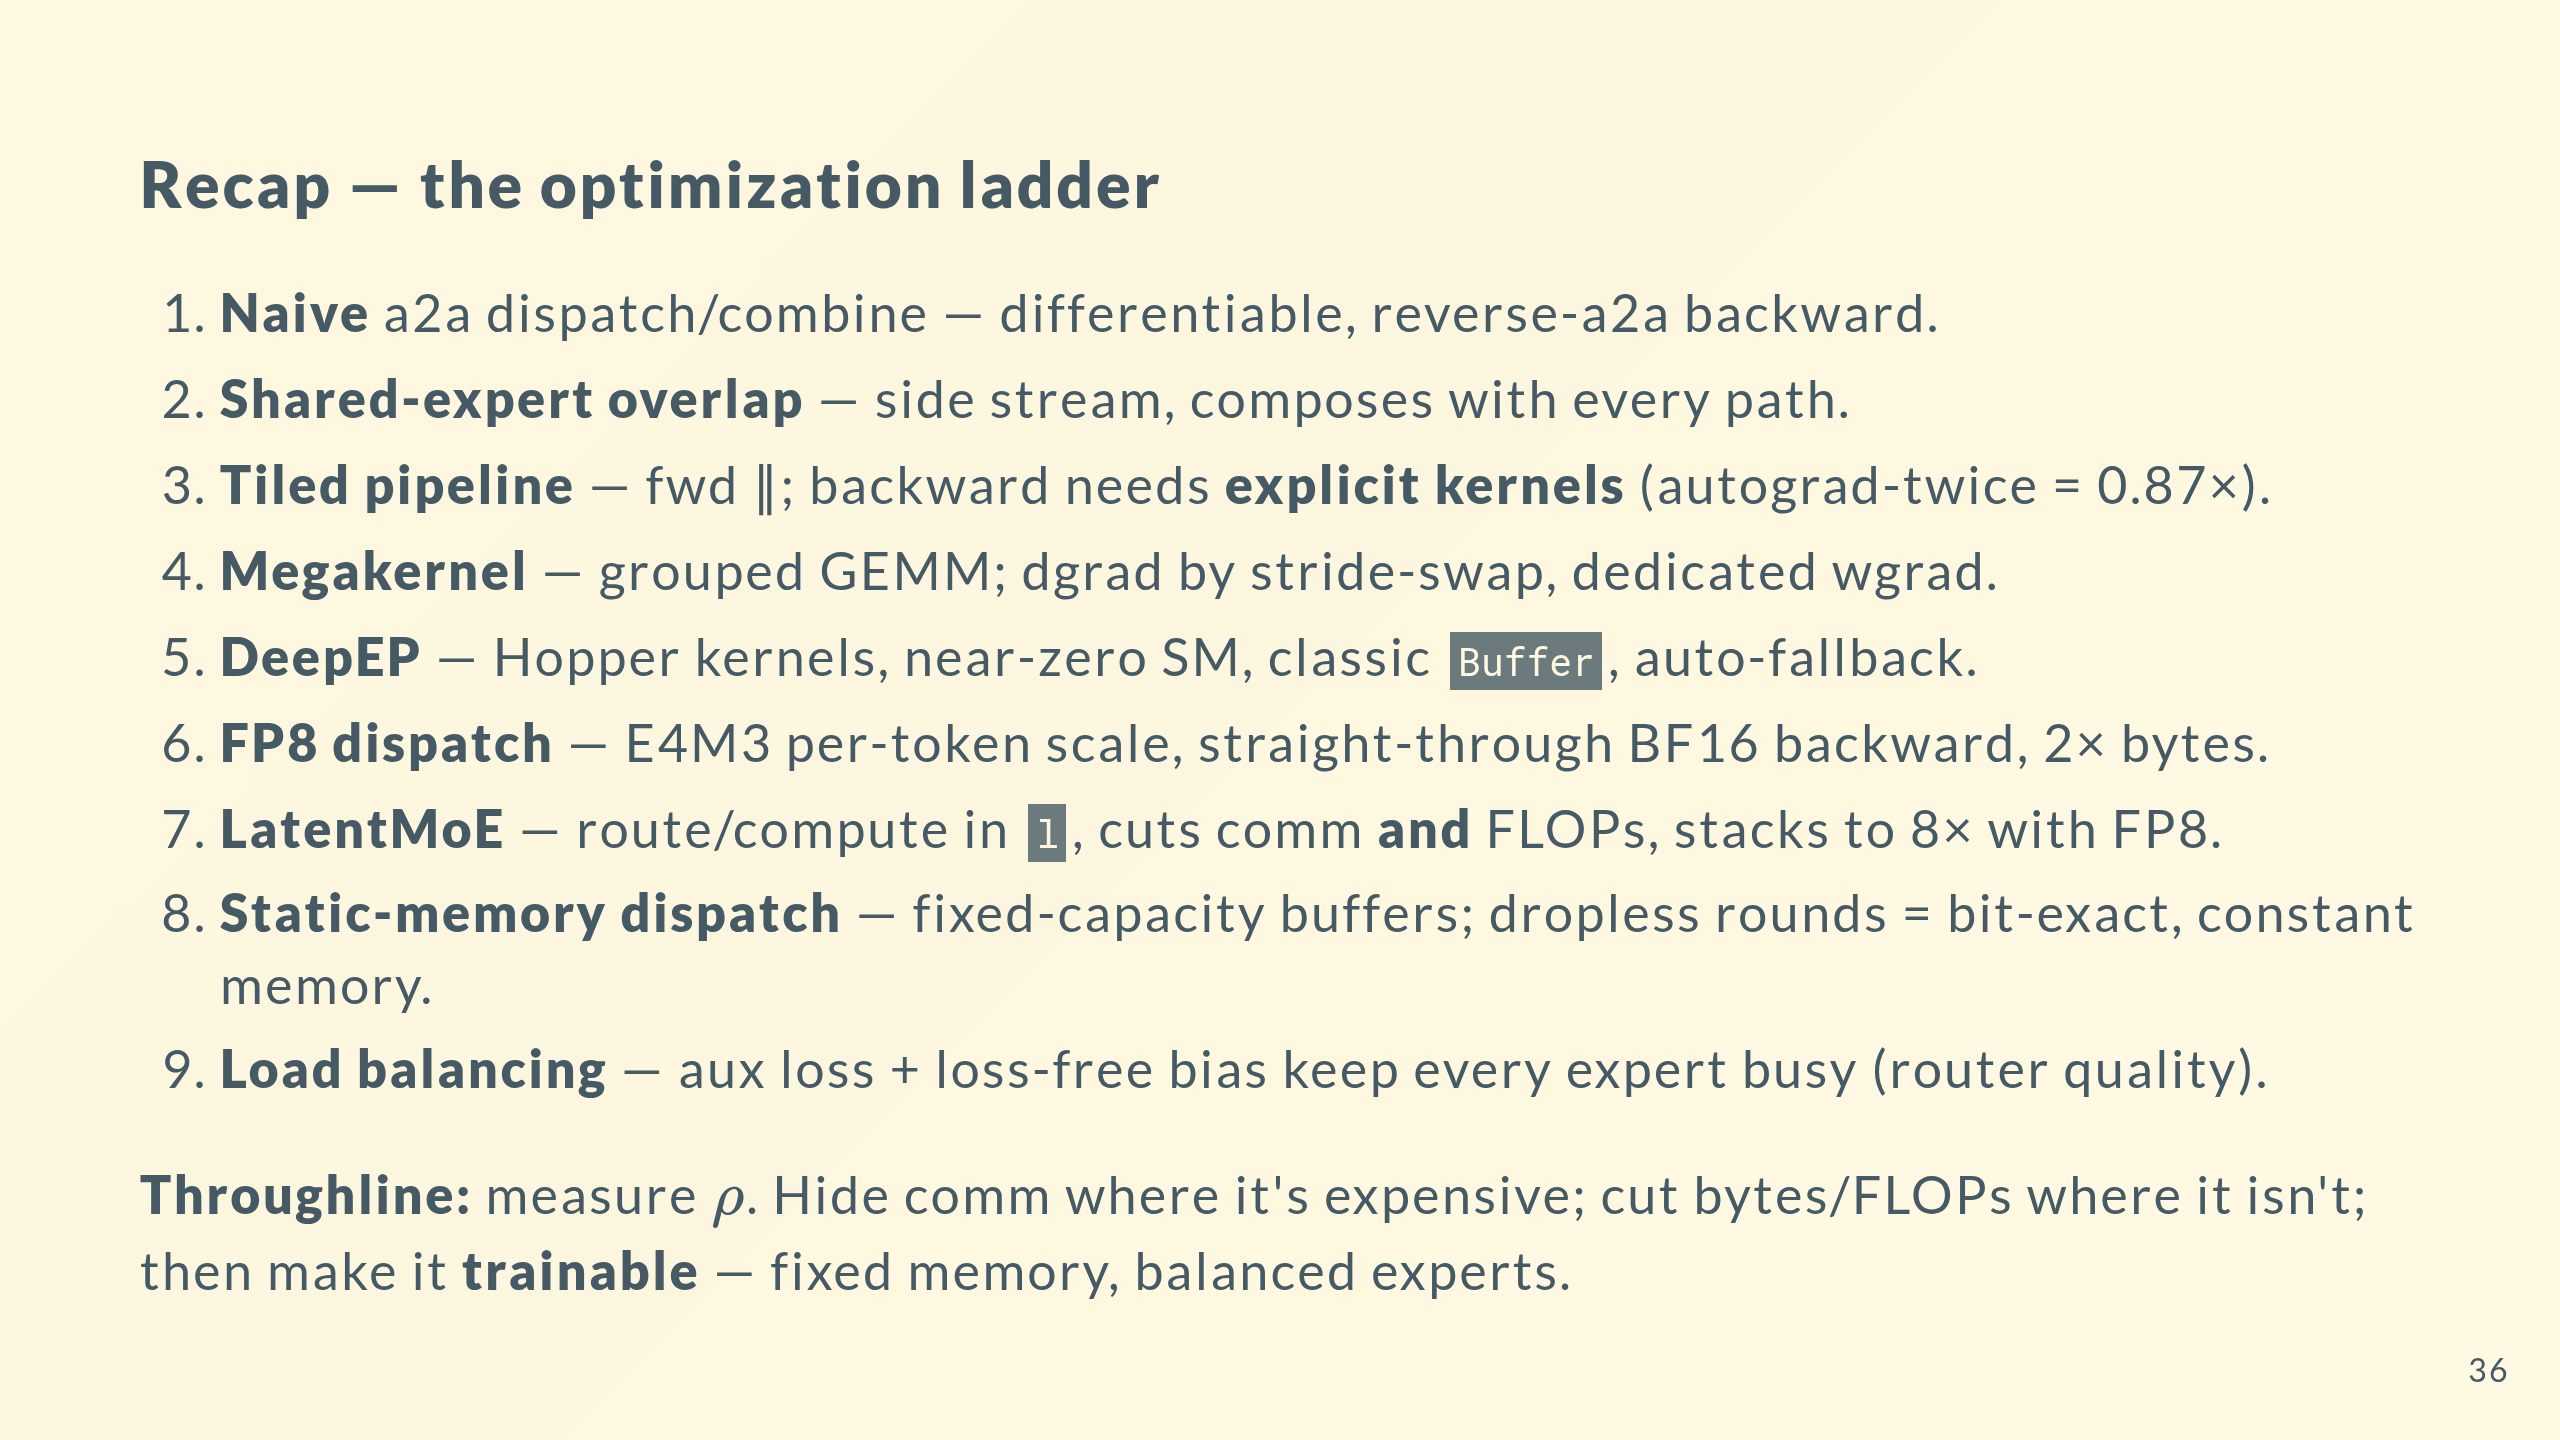 Recap — the optimization ladder
1. Naive a2a dispatch/combine — differentiable, reverse-a2a backward.
2. Shared-expert overlap — side stream, composes with every path.
3. Tiled pipeline — fwd ∥; backward needs explicit kernels (autograd-twice = 0.87×).
4. Megakernel — grouped GEMM; dgrad by stride-swap, dedicated wgrad.
5. DeepEP — Hopper kernels, near-zero SM, classic Buffer, auto-fallback.
6. FP8 dispatch — E4M3 per-token scale, straight-through BF16 backward, 2× bytes.
7. LatentMoE — route/compute in l, cuts comm and FLOPs, stacks to 8× with FP8.
8. Static-memory dispatch — fixed-capacity buffers; dropless rounds = bit-exact, constant
memory.
9. Load balancing — aux loss + loss-free bias keep every expert busy (router quality).
Throughline: measure ρ. Hide comm where it's expensive; cut bytes/FLOPs where it isn't;
then make it trainable — fixed memory, balanced experts.
36